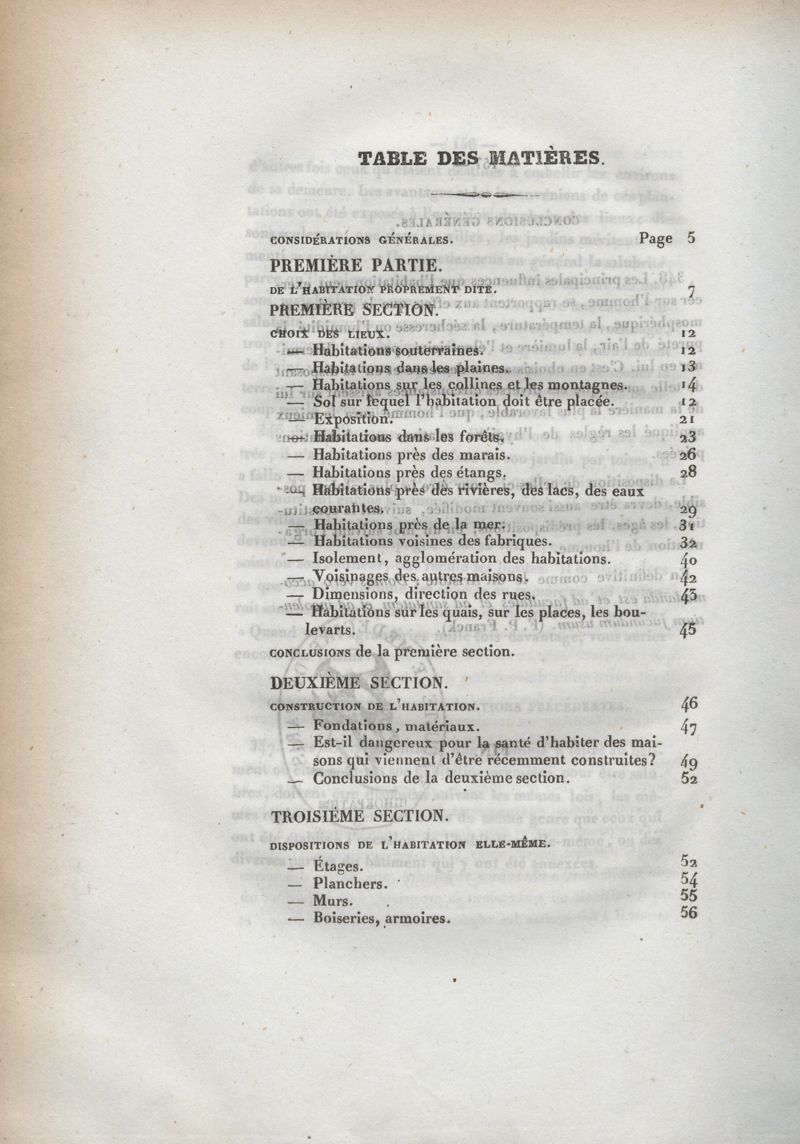 TABLE DES MATIÈRES.
CONSIDÉRATIONS GÉNÉRALES. Page 5
PREMIÈRE PARTIE.
DE L'HABITATION PROPREMENT DITE. 7
PREMIÈRE SECTION.
CHOIX DES LIEUX. 12
— Habitations souterraines. 12
— Habitations dans les plaines. 13
— Habitations sur les collines et les montagnes. 14
— Sol sur lequel l'habitation doit être placée. 12
— Exposition. 21
— Habitations dans les forêts. 23
— Habitations près des marais. 26
— Habitations près des étangs. 28
— Habitations près des rivières, des lacs, des eaux
courantes. 29
— Habitations près de la mer. 31
— Habitations voisines des fabriques. 32
— Isolement, agglomération des habitations. 40
— Voisinages des autres maisons. 42
— Dimensions, direction des rues. 43
— Habitations sur les quais, sur les places, les bou-
levarts. 45
CONCLUSIONS de la première section.
DEUXIÈME SECTION.
CONSTRUCTION DE L'HABITATION. 46
— Fondations, matériaux. 47
— Est-il dangereux pour la santé d'habiter des mai-
sons qui viennent d'être récemment construites? 49
— Conclusions de la deuxième section. 52
TROISIÈME SECTION.
DISPOSITIONS DE L'HABITATION ELLE-MÊME.
— Étages. 52
— Planchers. 54
— Murs. 55
— Boiseries, armoires. 56